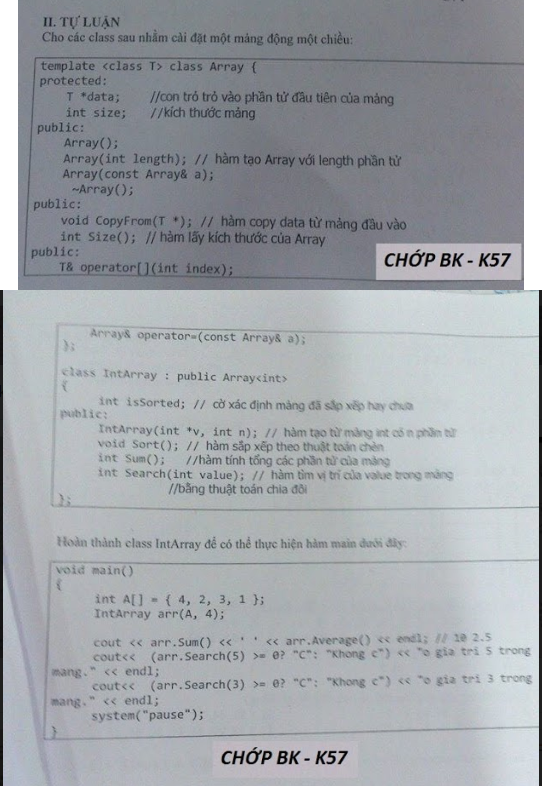 II. TỰ LUẬN
Cho các class sau nhằm cài đặt một mảng động một chiều:
template <class T> class Array {
protected:
T *data; //con trỏ trỏ vào phần tử đầu tiên của mảng
int size; //kích thước mảng
public:
Array();
Array(int length); // hàm tạo Array với length phần tử
Array(const Array& a);
~Array();
public:
void CopyFrom(T *); // hàm copy data từ mảng đầu vào
int Size(); // hàm lấy kích thước của Array
public:
T& operator[](int index);
CHỚP BK - K57
Array& operator=(const Array& a);
};
class IntArray : public Array<int>
{
int isSorted; // cờ xác định mảng đã sắp xếp hay chưa
public:
IntArray(int *v, int n); // hàm tạo từ mảng int có n phần tử
void Sort(); // hàm sắp xếp theo thuật toán chèn
int Sum(); //hàm tính tổng các phần tử của mảng
int Search(int value); // hàm tìm vị trí của value trong mảng
//bằng thuật toán chia đôi
};
Hoàn thành class IntArray để có thể thực hiện hàm main dưới đây:
void main()
{
int A[] = { 4, 2, 3, 1 };
IntArray arr(A, 4);
cout << arr.Sum() << ' ' << arr.Average() << endl; // 10 2.5
cout<< (arr.Search(5) >= 0? "C": "Khong c") << "o gia tri 5 trong
mang." << endl;
cout<< (arr.Search(3) >= 0? "C": "Khong c") << "o gia tri 3 trong
mang." << endl;
system("pause");
}
CHỚP BK - K57